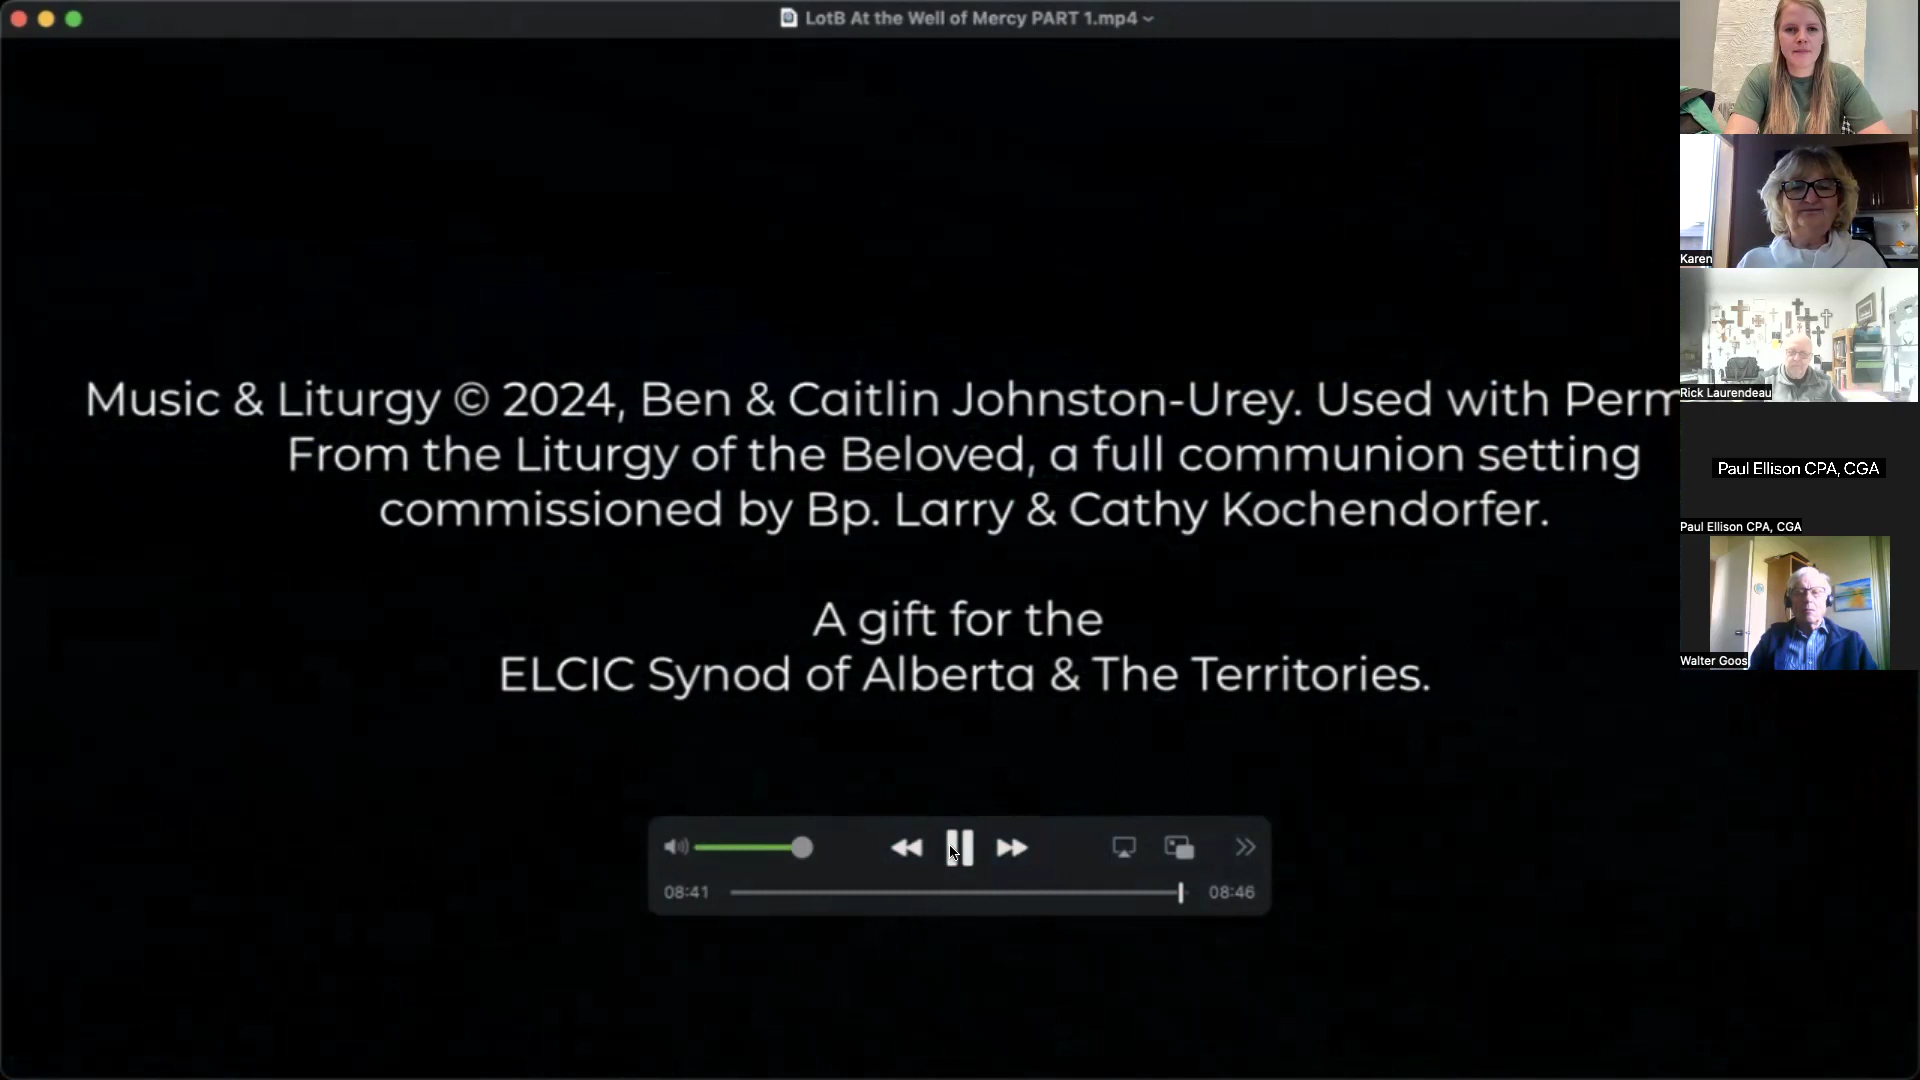 LotB At the Well of Mercy PART 1.mp4
Music & Liturgy © 2024, Ben & Caitlin Johnston-Urey. Used with Perm
From the Liturgy of the Beloved, a full communion setting
commissioned by Bp. Larry & Cathy Kochendorfer.
A gift for the
ELCIC Synod of Alberta & The Territories.
08:41
08:46
Karen
Rick Laurendeau
Paul Ellison CPA, CGA
Paul Ellison CPA, CGA
Walter Goos